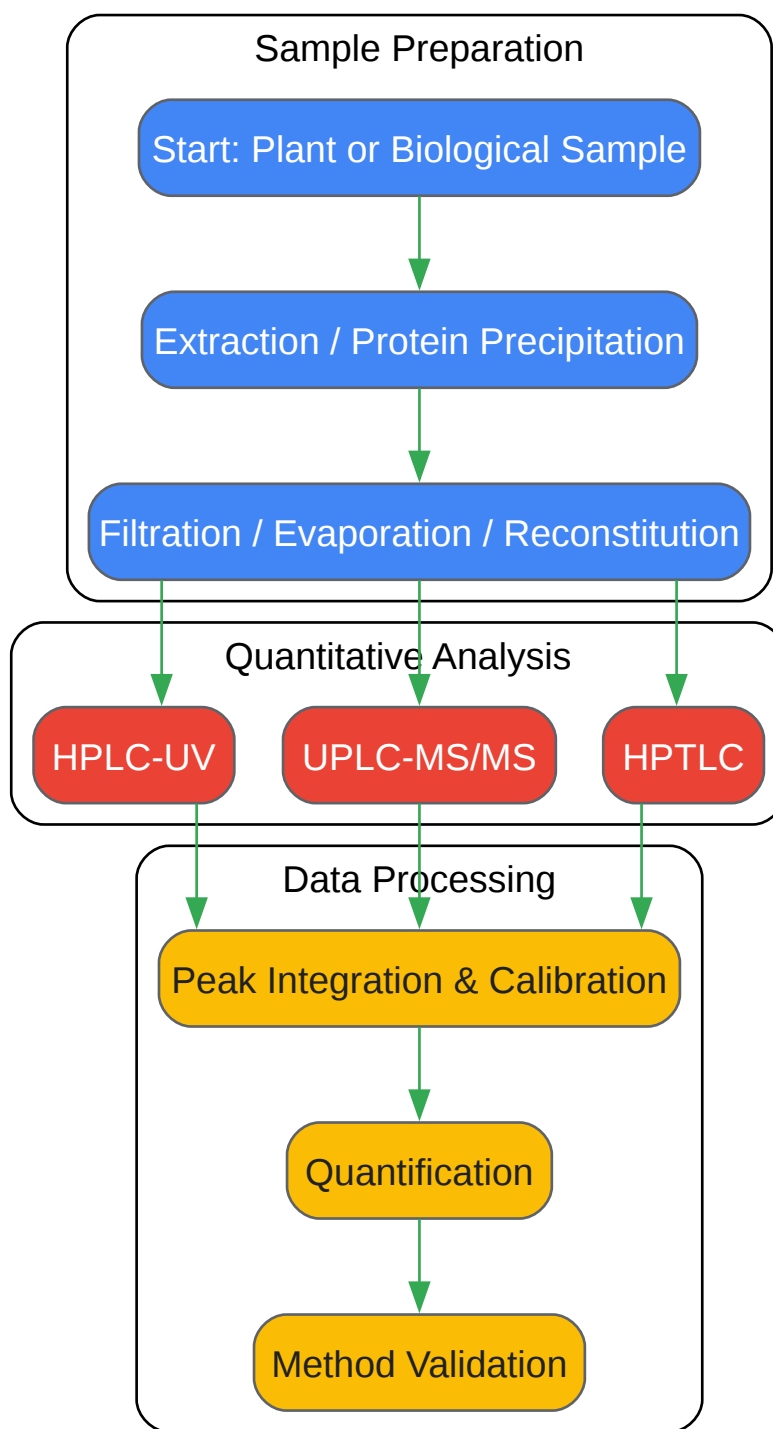 Sample Preparation
Start: Plant or Biological Sample
Extraction / Protein Precipitation
Filtration / Evaporation / Reconstitution
Quantitative Analysis
HPLC-UV
UPLC-MS/MS
HPTLC
Data Processing
Peak Integration & Calibration
Quantification
Method Validation